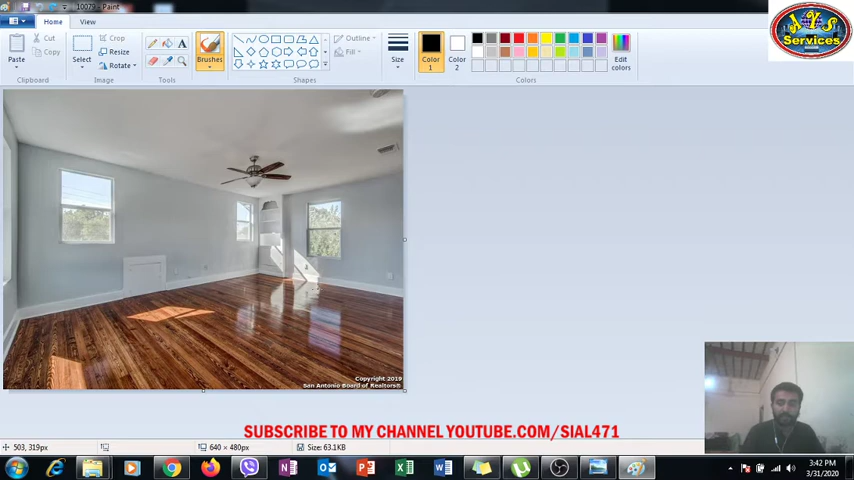 10079 - Paint
Home
View
Paste
Cut
Copy
Clipboard
Select
Crop
Resize
Rotate
Image
A
Tools
Brushes
Shapes
Outline
Fill
Size
Color
1
Color
2
Edit
colors
Colors
JYS
Services
Copyright 2019
San Antonio Board of Realtors®
SUBSCRIBE TO MY CHANNEL YOUTUBE.COM/SIAL471
503, 319px
640 × 480px
Size: 63.1KB
3:42 PM
3/31/2020